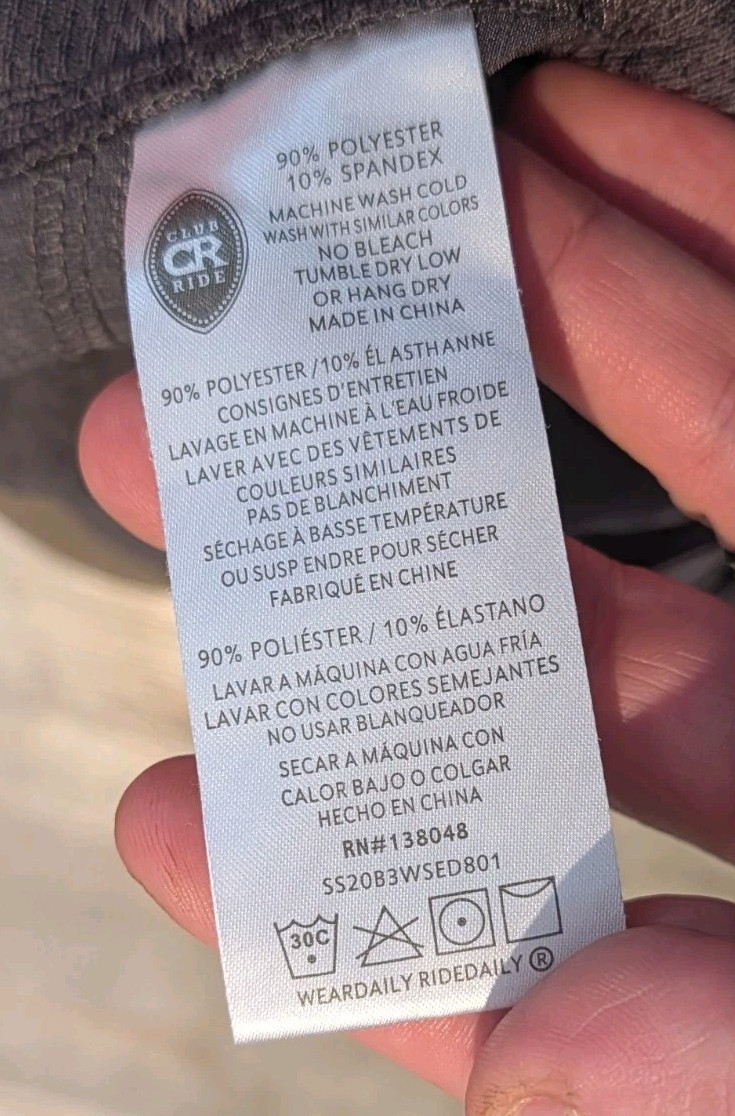 CLUB
CR
RIDE
90% POLYESTER
10% SPANDEX
MACHINE WASH COLD
WASH WITH SIMILAR COLORS
NO BLEACH
TUMBLE DRY LOW
OR HANG DRY
MADE IN CHINA
90% POLYESTER / 10% ÉL ASTHANNE
CONSIGNES D'ENTRETIEN
LAVAGE EN MACHINE À L'EAU FROIDE
LAVER AVEC DES VÊTEMENTS DE
COULEURS SIMILAIRES
PAS DE BLANCHIMENT
SÉCHAGE À BASSE TEMPÉRATURE
OU SUSP ENDRE POUR SÉCHER
FABRIQUÉ EN CHINE
90% POLIÉSTER / 10% ÉLASTANO
LAVAR A MÁQUINA CON AGUA FRÍA
LAVAR CON COLORES SEMEJANTES
NO USAR BLANQUEADOR
SECAR A MÁQUINA CON
CALOR BAJO O COLGAR
HECHO EN CHINA
RN#138048
SS20B3WSED801
30C
WEARDAILY RIDEDAILY ®